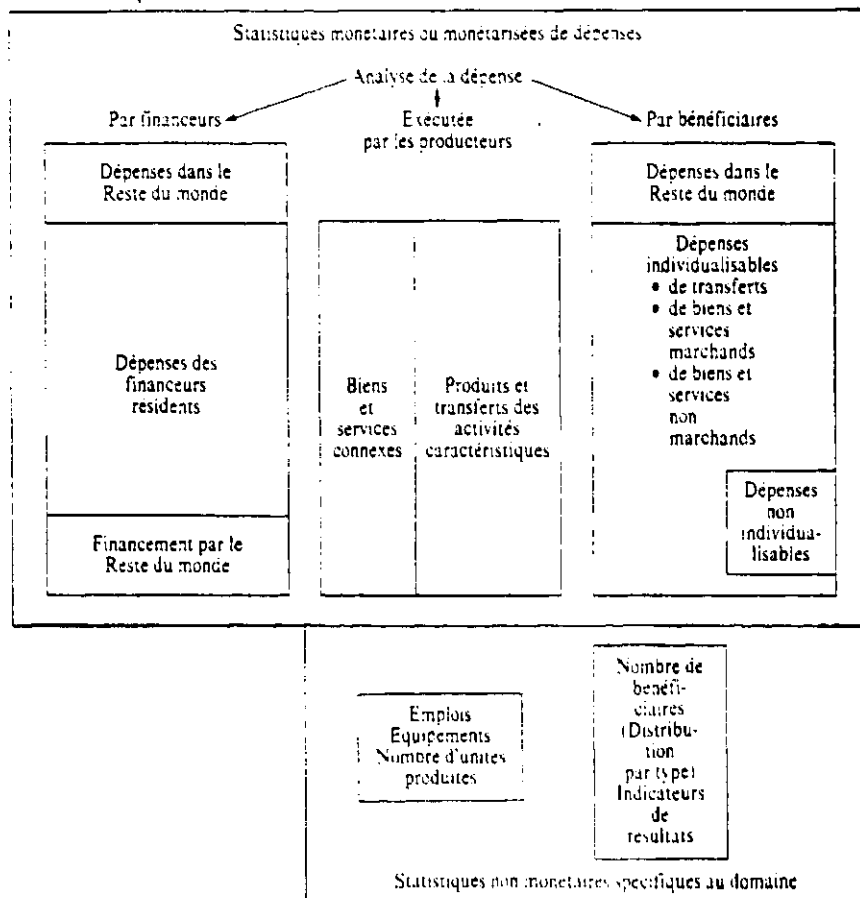 Statistiques monétaires ou monétarisées de dépenses
Analyse de la dépense
Par financeurs
Exécutée
par les producteurs
Par bénéficiaires
Dépenses dans le
Reste du monde
Dépenses des
financeurs
résidents
Financement par le
Reste du monde
Biens
et
services
connexes
Produits et
transferts des
activités
caractéristiques
Dépenses dans le
Reste du monde
Dépenses
individualisables
• de transferts
• de biens et
services
marchands
• de biens et
services
non
marchands
Dépenses
non
individua-
lisables
Emplois
Equipements
Nombre d'unités
produites
Nombre de
bénéfi-
ciaires
(Distribu-
tion
par type)
Indicateurs
de
résultats
Statistiques non monétaires spécifiques au domaine